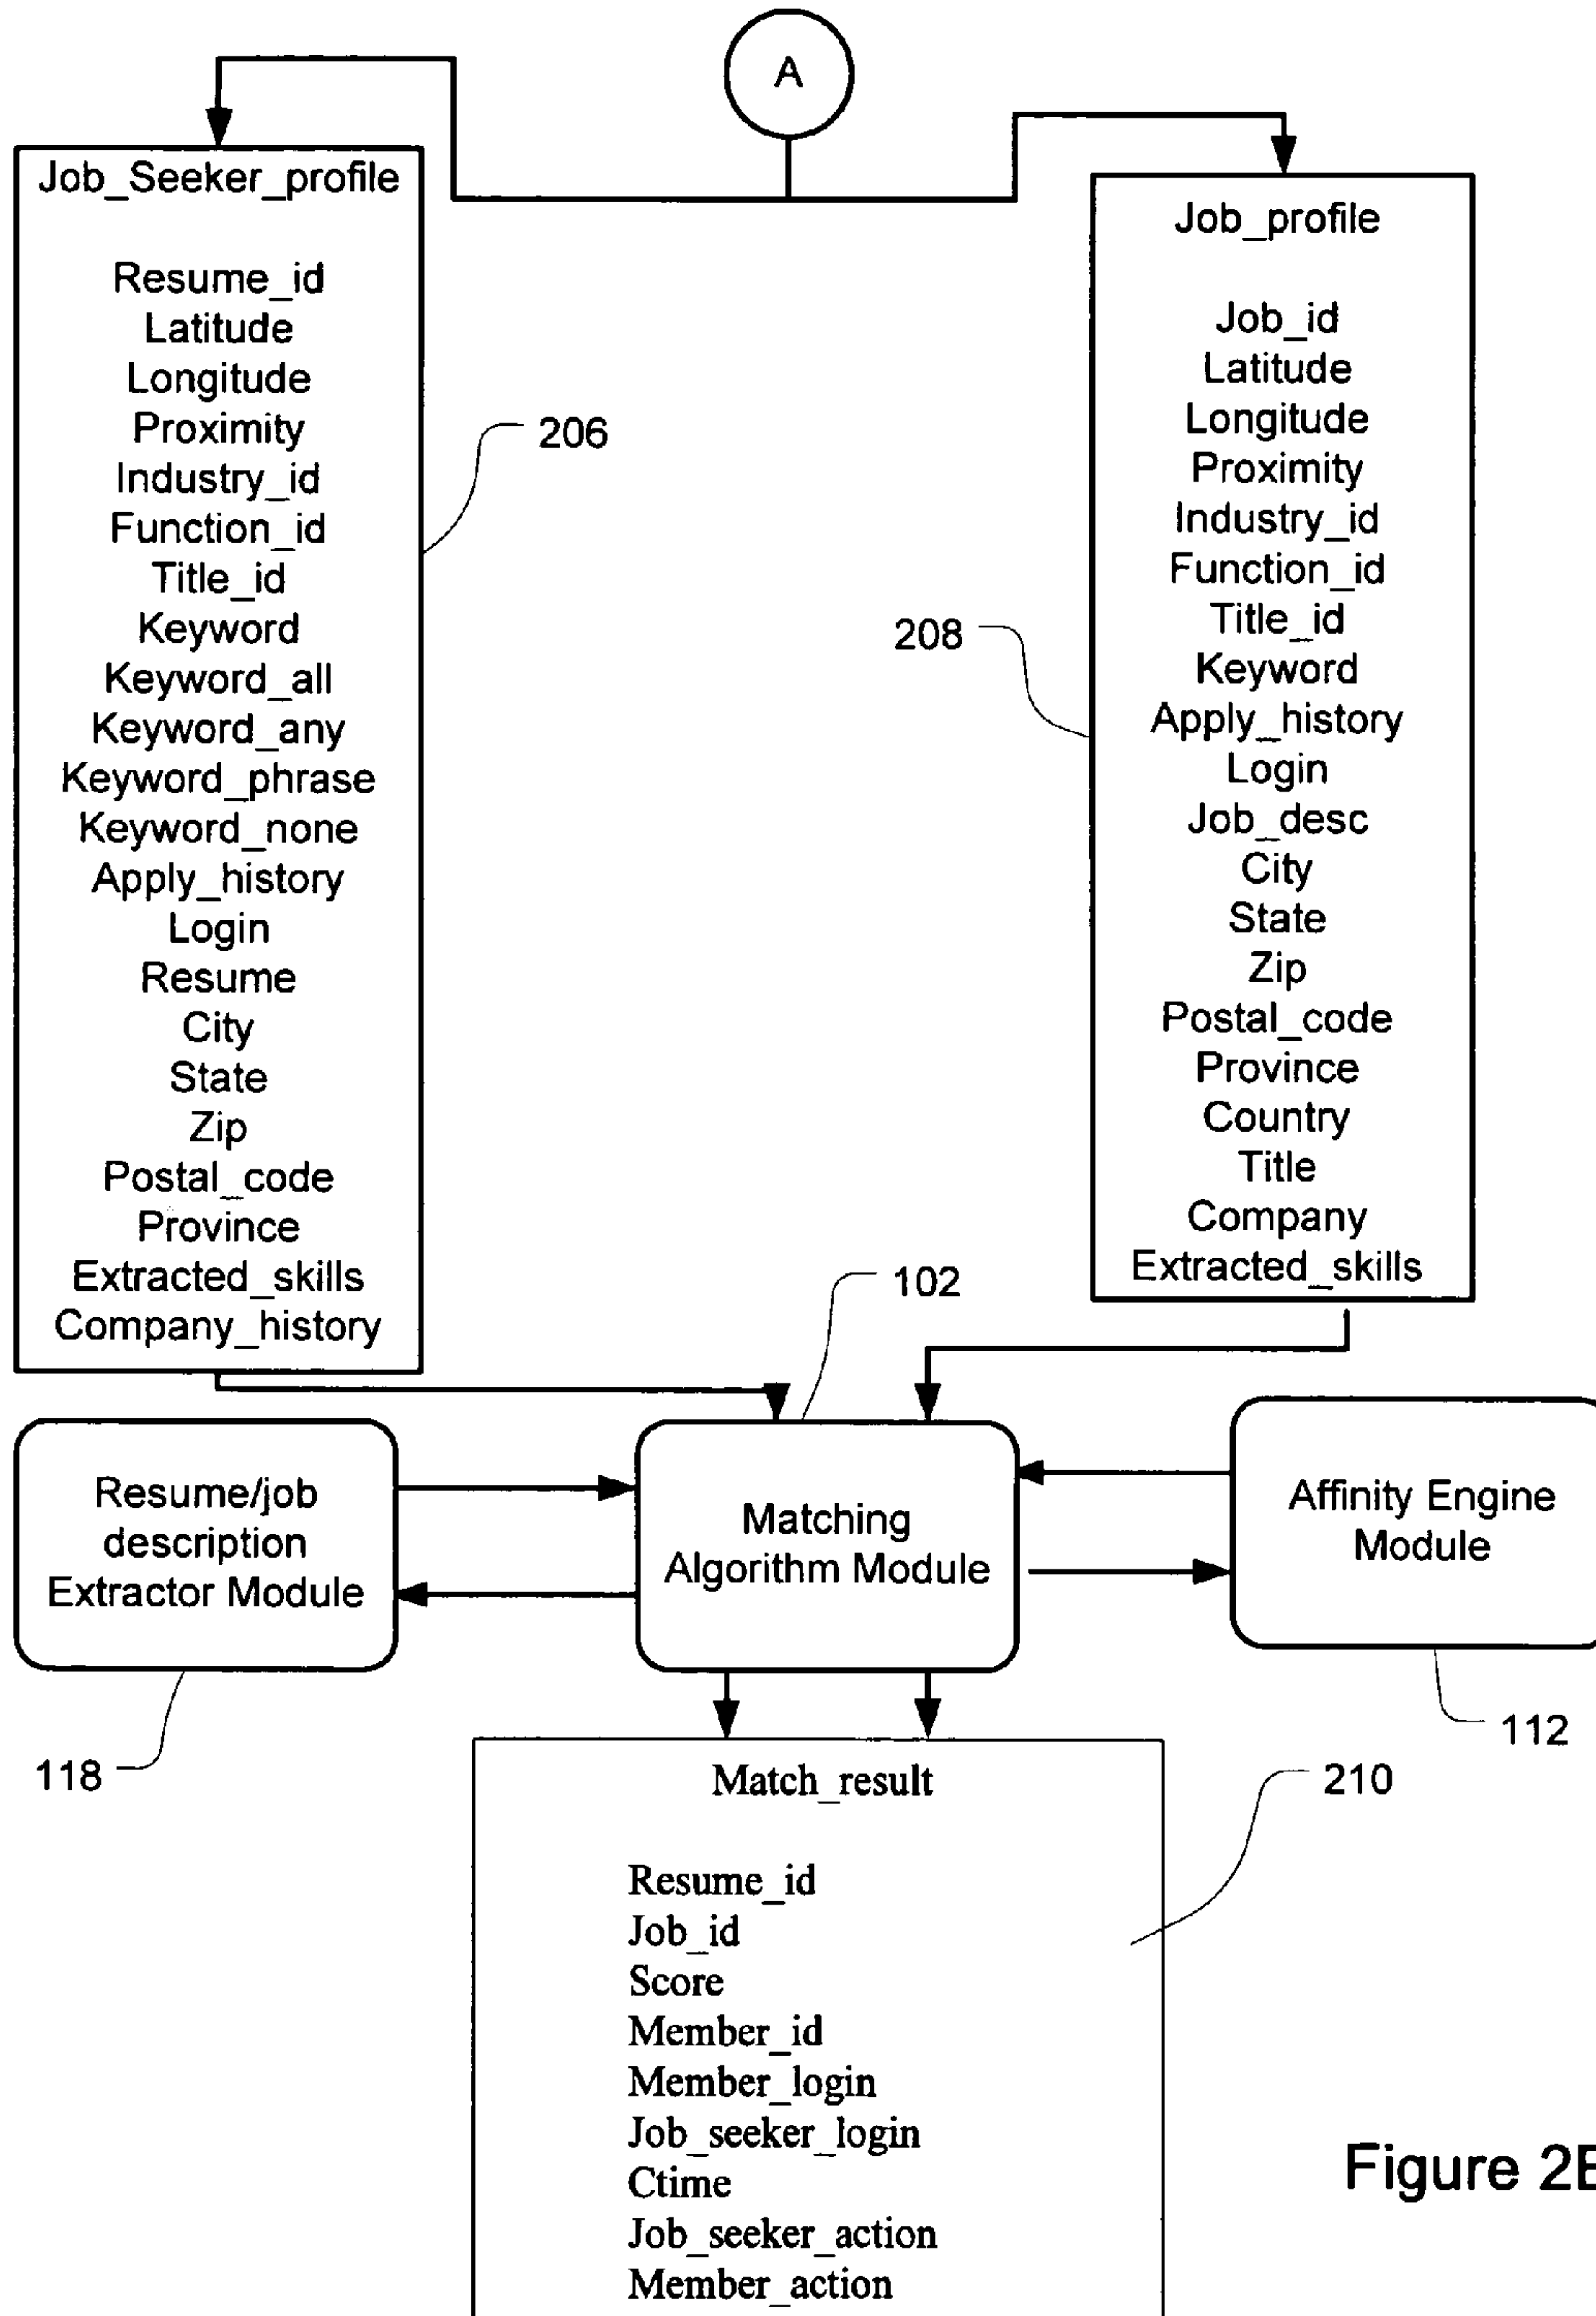 A
Job_Seeker_profile
Resume_id
Latitude
Longitude
Proximity
Industry_id
Function_id
Title_id
Keyword
Keyword_all
Keyword_any
Keyword_phrase
Keyword_none
Apply_history
Login
Resume
City
State
Zip
Postal_code
Province
Extracted_skills
Company_history
206
Job_profile
Job_id
Latitude
Longitude
Proximity
Industry_id
Function_id
Title_id
Keyword
Apply_history
Login
Job_desc
City
State
Zip
Postal_code
Province
Country
Title
Company
Extracted_skills
208
102
Resume/job
description
Extractor Module
118
Matching
Algorithm Module
Affinity Engine
Module
112
Match_result
Resume_id
Job_id
Score
Member_id
Member_login
Job_seeker_login
Ctime
Job_seeker_action
Member_action
210
Figure 2B